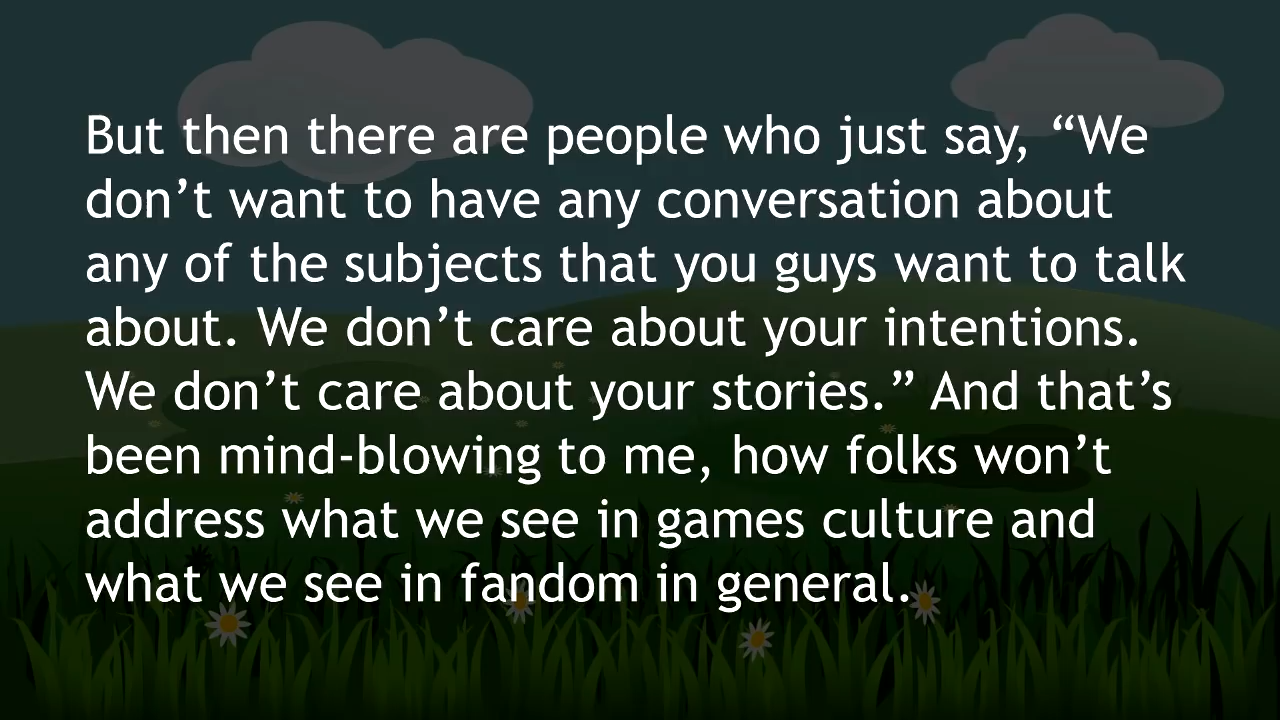 But then there are people who just say, “We
don’t want to have any conversation about
any of the subjects that you guys want to talk
about. We don’t care about your intentions.
We don’t care about your stories.” And that’s
been mind-blowing to me, how folks won’t
address what we see in games culture and
what we see in fandom in general.